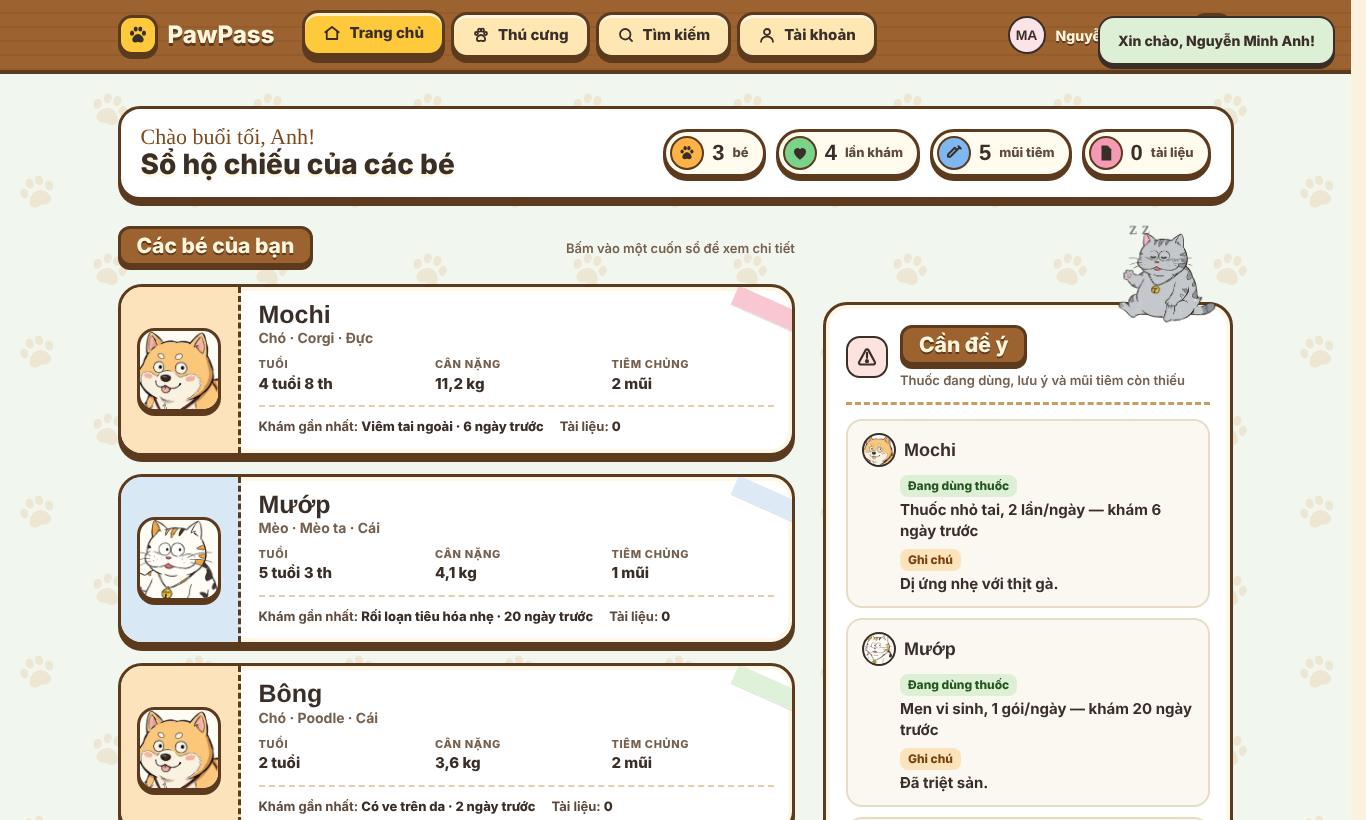 PawPass
Trang chủ
Thú cưng
Tìm kiếm
Tài khoản
MA
Xin chào, Nguyễn Minh Anh!
Chào buổi tối, Anh!
Sổ hộ chiếu của các bé
3 bé
4 lần khám
5 mũi tiêm
0 tài liệu
Các bé của bạn
Bấm vào một cuốn sổ để xem chi tiết
Z Z
Mochi
Chó · Corgi · Đực
TUỔI CÂN NẶNG TIÊM CHỦNG
4 tuổi 8 th 11,2 kg 2 mũi
Khám gần nhất: Viêm tai ngoài · 6 ngày trước Tài liệu: 0
Mướp
Mèo · Mèo ta · Cái
TUỔI CÂN NẶNG TIÊM CHỦNG
5 tuổi 3 th 4,1 kg 1 mũi
Khám gần nhất: Rối loạn tiêu hóa nhẹ · 20 ngày trước Tài liệu: 0
Bông
Chó · Poodle · Cái
TUỔI CÂN NẶNG TIÊM CHỦNG
2 tuổi 3,6 kg 2 mũi
Khám gần nhất: Có ve trên da · 2 ngày trước Tài liệu: 0
Cần để ý
Thuốc đang dùng, lưu ý và mũi tiêm còn thiếu
Mochi
Đang dùng thuốc
Thuốc nhỏ tai, 2 lần/ngày — khám 6
ngày trước
Ghi chú
Dị ứng nhẹ với thịt gà.
Mướp
Đang dùng thuốc
Men vi sinh, 1 gói/ngày — khám 20 ngày
trước
Ghi chú
Đã triệt sản.